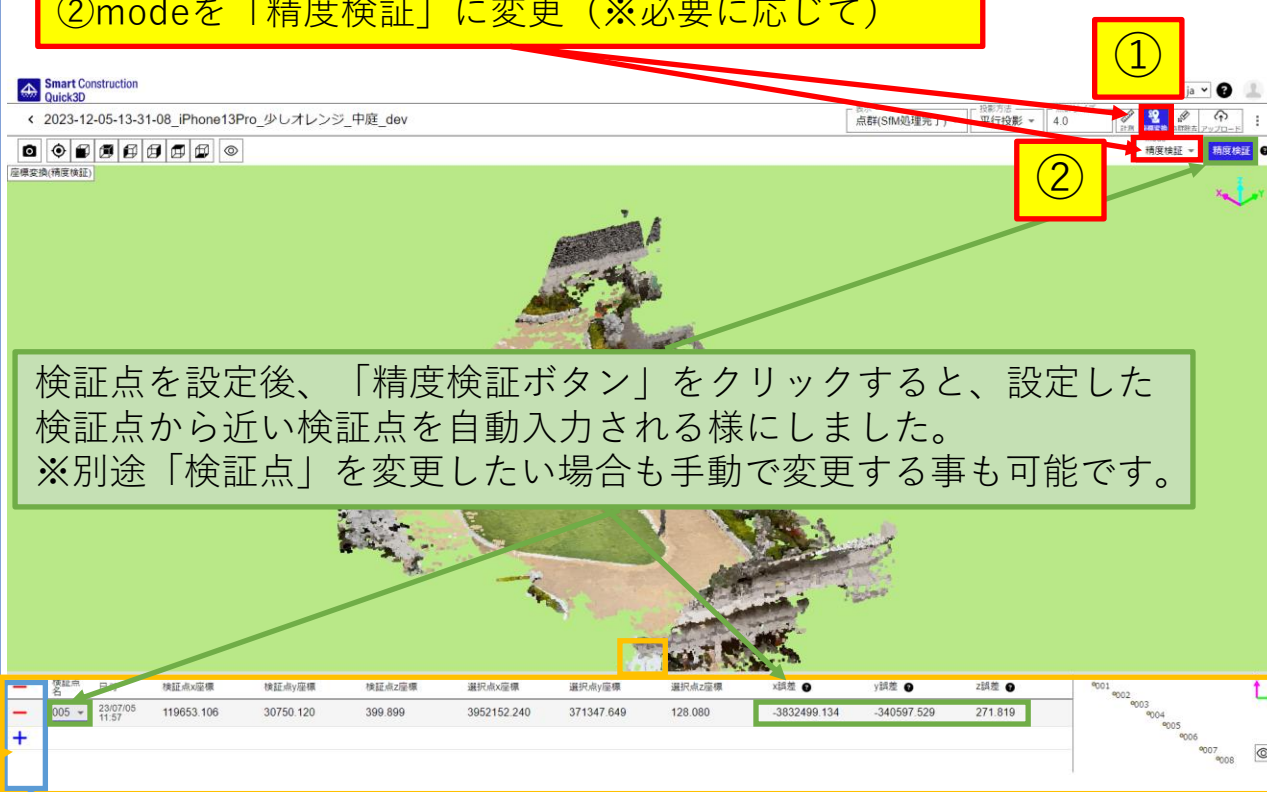 ②modeを「精度検証」に変更（※必要に応じて）
①
Smart Construction
Quick3D
ja
2023-12-05-13-31-08_iPhone13Pro_少しオレンジ_中庭_dev
点群(SfM処理完了)
投影方法
平行投影
4.0
計測
アップロード
精度検証
精度検証
②
座標変換(精度検証)
Z
X
Y
検証点を設定後、「精度検証ボタン」をクリックすると、設定した
検証点から近い検証点を自動入力される様にしました。
※別途「検証点」を変更したい場合も手動で変更する事も可能です。
検証点名 日時 検証点x座標 検証点y座標 検証点z座標 選択点x座標 選択点y座標 選択点z座標 x誤差 y誤差 z誤差
005 23/07/05 11:57 119653.106 30750.120 399.899 3952152.240 371347.649 128.080 -3832499.134 -340597.529 271.819
001
002
003
004
005
006
007
008